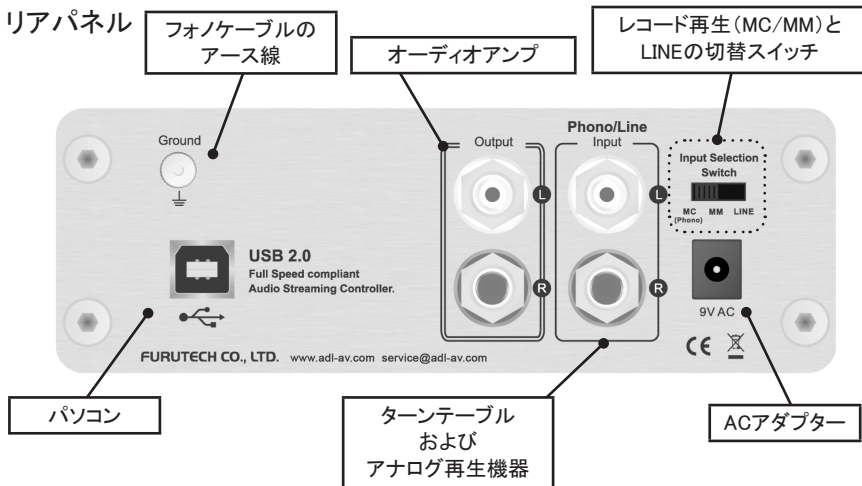 リアパネル
フォノケーブルの
アース線
オーディオアンプ
レコード再生(MC/MM)と
LINEの切替スイッチ
Ground
Output
Phono/Line
Input
Input Selection
Switch
MC
(Phono)
MM
LINE
L
L
USB 2.0
Full Speed compliant
Audio Streaming Controller.
R
R
9V AC
CE
FURUTECH CO., LTD. www.adl-av.com service@adl-av.com
パソコン
ターンテーブル
および
アナログ再生機器
ACアダプター